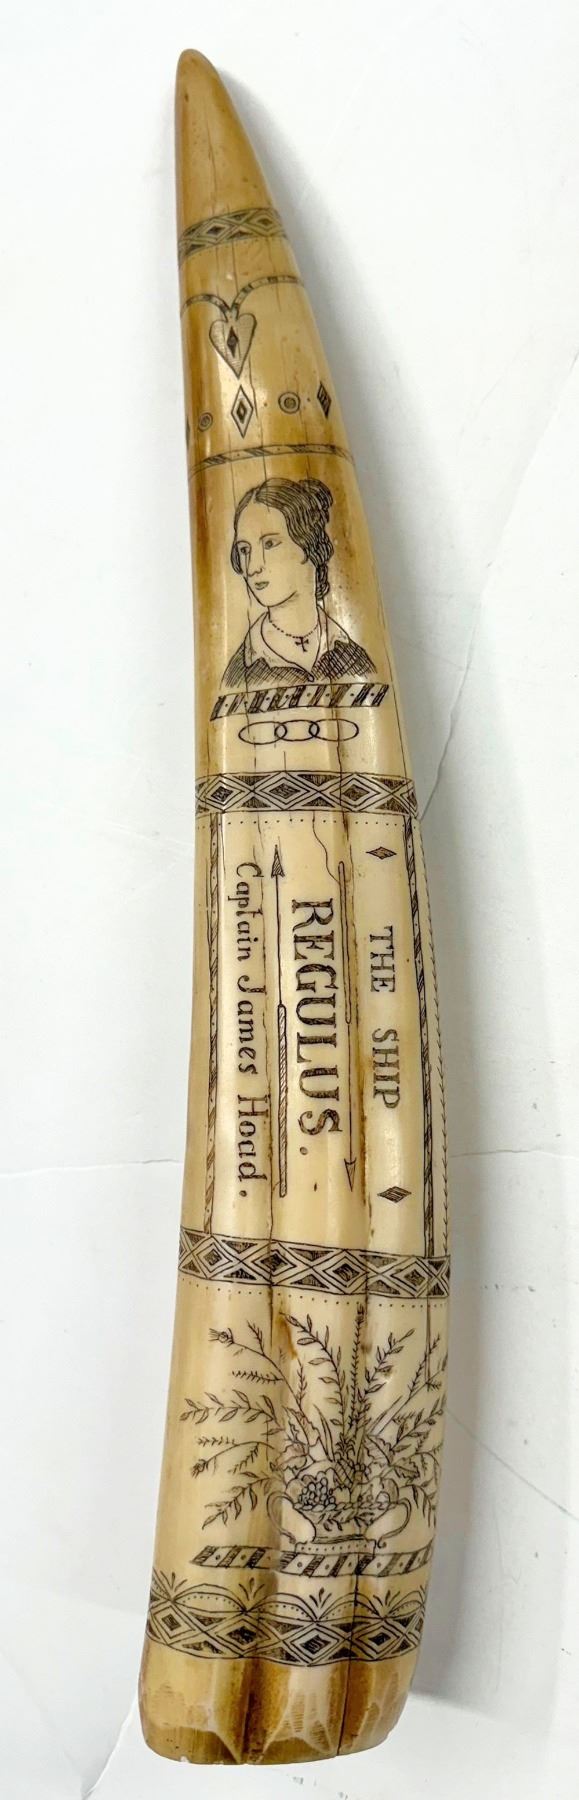 THE SHIP
REGULUS.
Captain James Hoad.